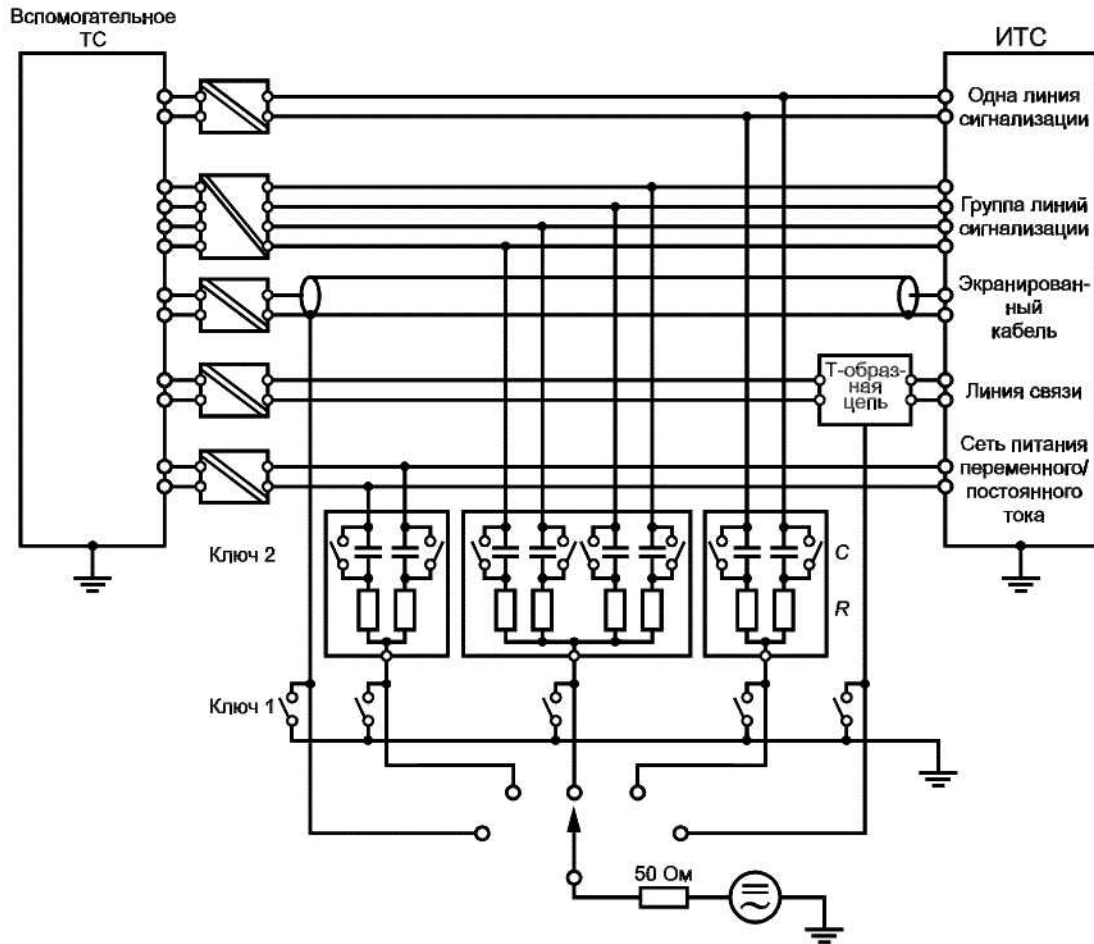 Вспомогательное
ТС
ИТС
Одна линия
сигнализации
Группа линий
сигнализации
Экранирован-
ный
кабель
Т-образ-
ная
цепь
Линия связи
Сеть питания
переменного/
постоянного
тока
Ключ 2
C
R
Ключ 1
50 Ом